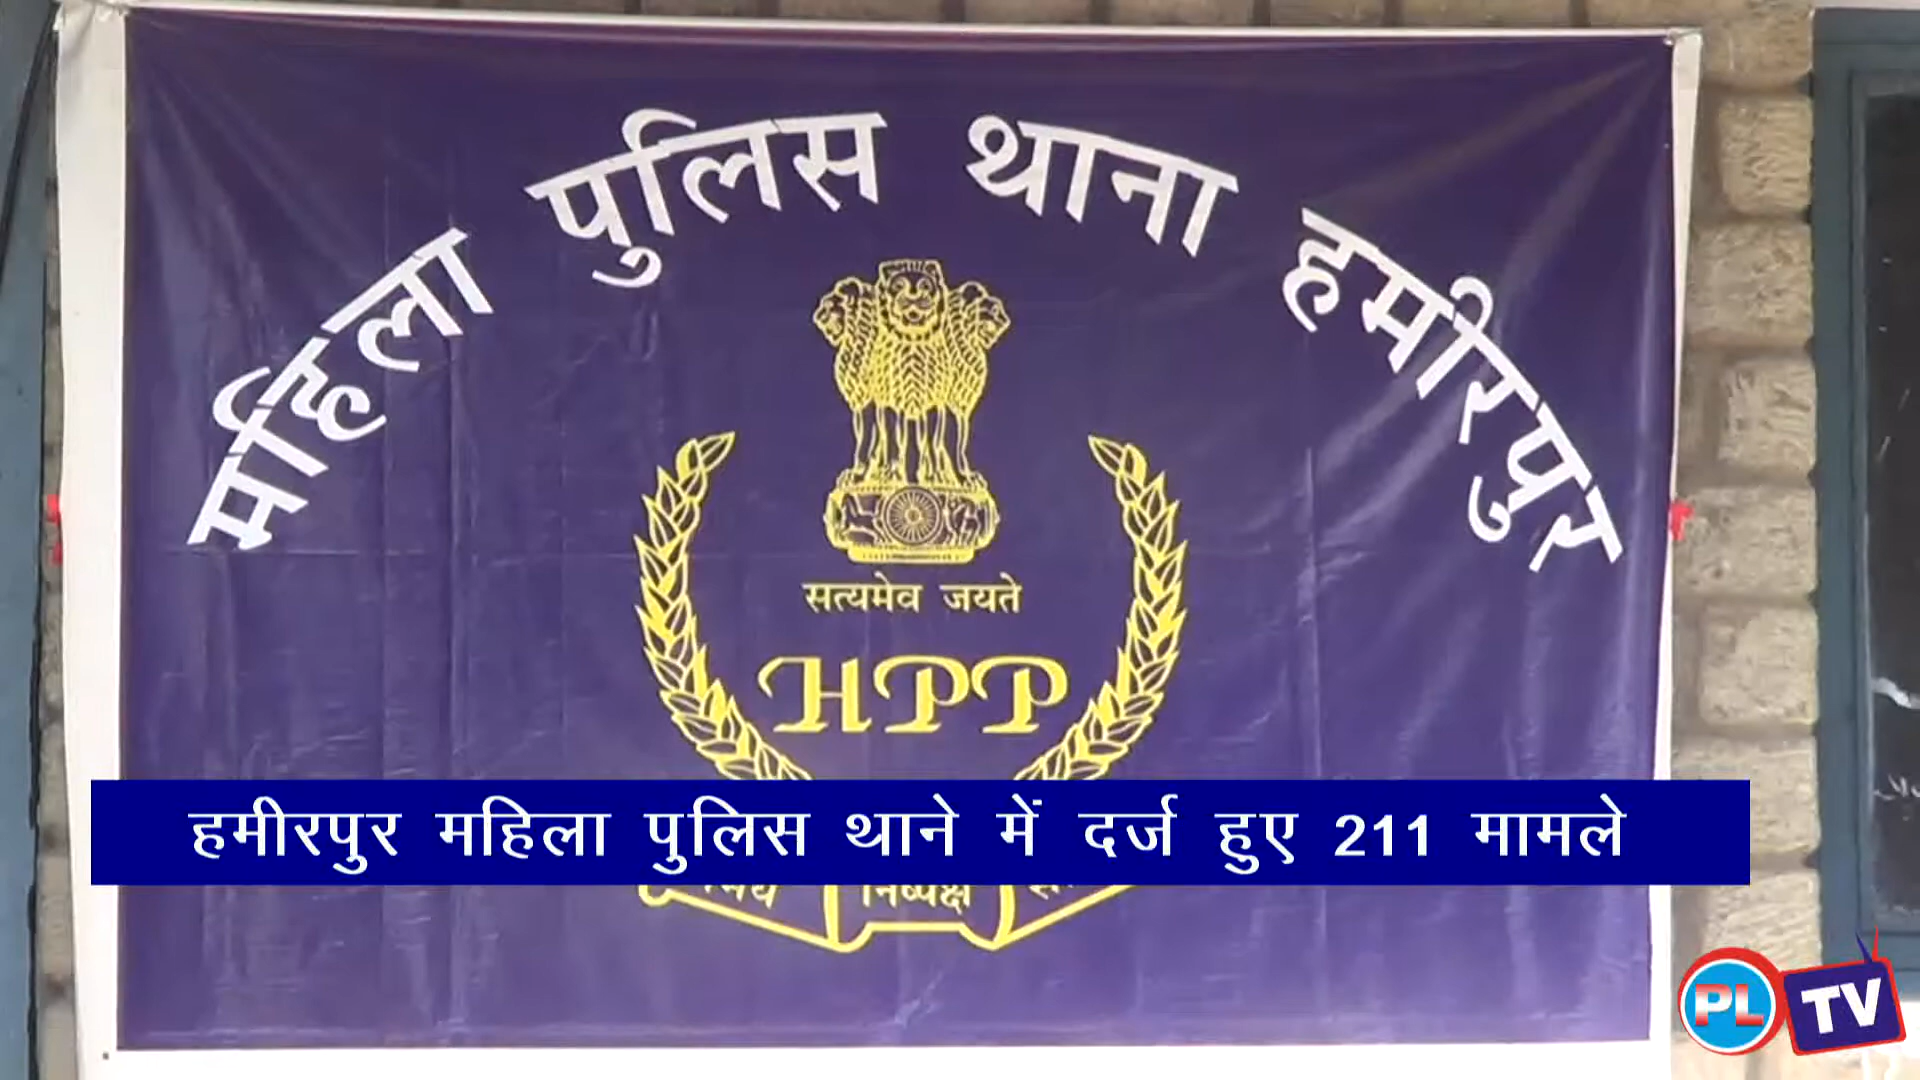 महिला पुलिस थाना हमीरपुर
सत्यमेव जयते
HPP
हमीरपुर महिला पुलिस थाने में दर्ज हुए 211 मामले
निष्पक्ष
PL TV